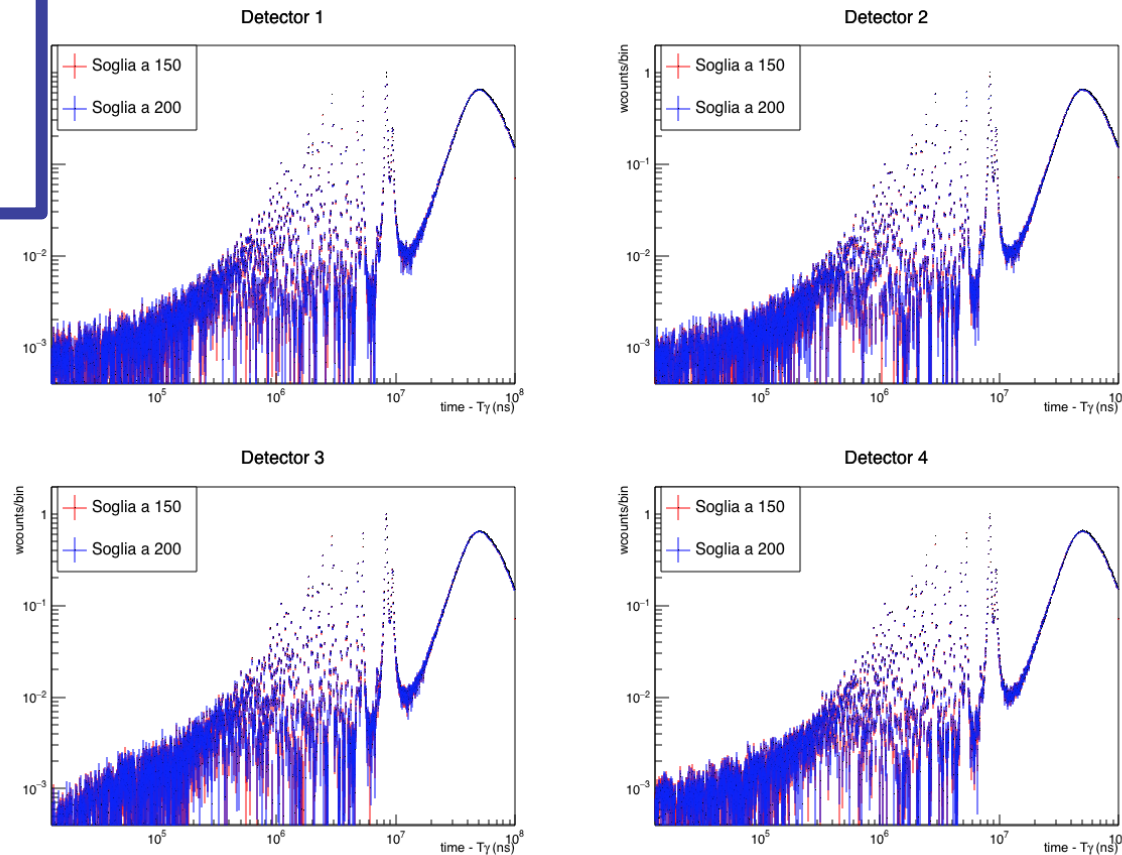 Detector 1
Soglia a 150
Soglia a 200
10⁻¹
10⁻²
10⁻³
10⁵ 10⁶ 10⁷ 10⁸
time - Tγ (ns)
Detector 2
wcounts/bin
Soglia a 150
Soglia a 200
1
10⁻¹
10⁻²
10⁻³
10⁵ 10⁶ 10⁷ 10
time - Tγ (ns)
Detector 3
wcounts/bin
Soglia a 150
Soglia a 200
1
10⁻¹
10⁻²
10⁻³
10⁵ 10⁶ 10⁷ 10⁸
time - Tγ (ns)
Detector 4
wcounts/bin
Soglia a 150
Soglia a 200
1
10⁻¹
10⁻²
10⁻³
10⁵ 10⁶ 10⁷ 10
time - Tγ (ns)